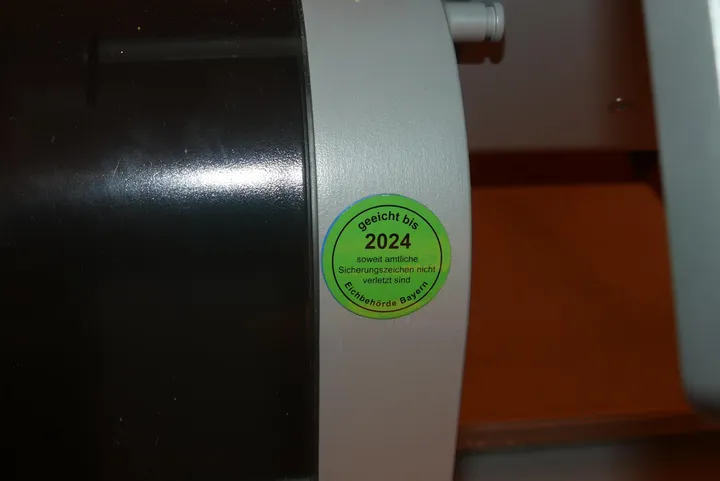 geeicht bis
2024
soweit amtliche
Sicherungszeichen nicht
verletzt sind
Eichbehörde Bayern